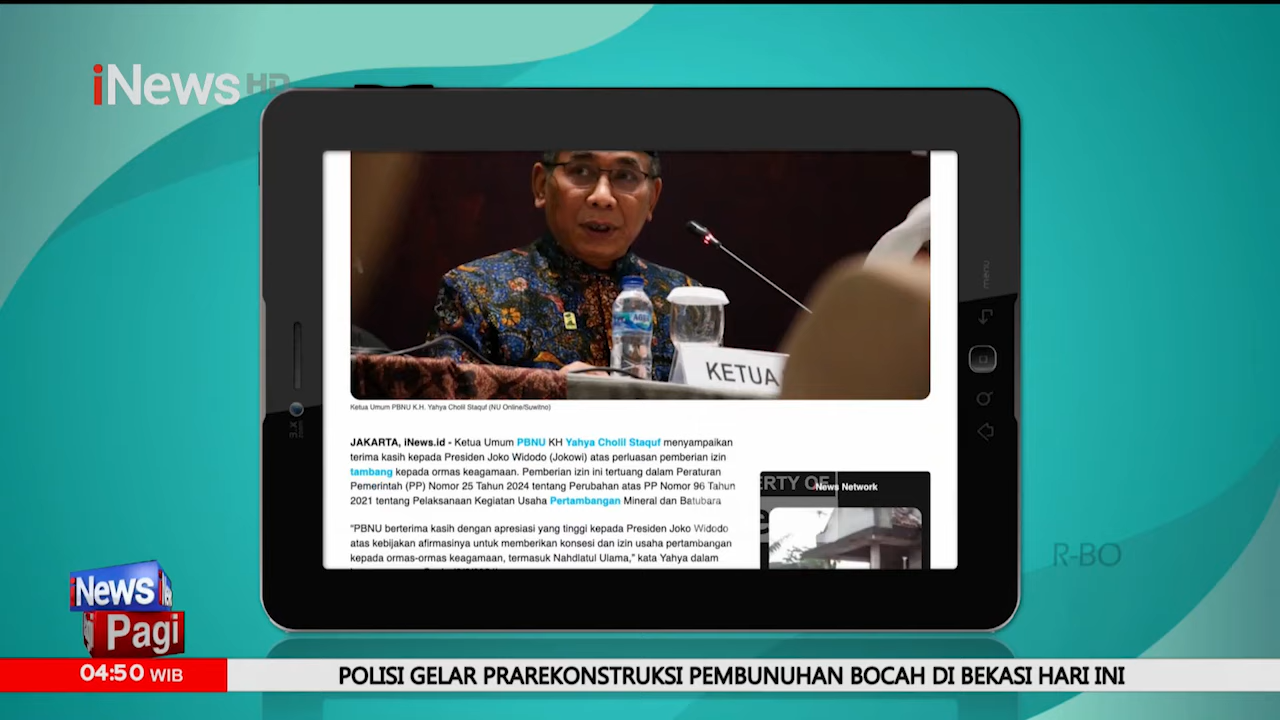 iNews HD
AQUA
KETUA
Ketua Umum PBNU K.H. Yahya Cholil Staquf (NU Online/Suwitno)
JAKARTA, iNews.id - Ketua Umum PBNU KH Yahya Cholil Staquf menyampaikan
terima kasih kepada Presiden Joko Widodo (Jokowi) atas perluasan pemberian izin
tambang kepada ormas keagamaan. Pemberian izin ini tertuang dalam Peraturan
Pemerintah (PP) Nomor 25 Tahun 2024 tentang Perubahan atas PP Nomor 96 Tahun
2021 tentang Pelaksanaan Kegiatan Usaha Pertambangan Mineral dan Batubara
"PBNU berterima kasih dengan apresiasi yang tinggi kepada Presiden Joko Widodo
atas kebijakan afirmasinya untuk memberikan konsesi dan izin usaha pertambangan
kepada ormas-ormas keagamaan, termasuk Nahdlatul Ulama," kata Yahya dalam
News Network
menu
R-BO
iNews
Pagi
04:50 WIB
POLISI GELAR PRAREKONSTRUKSI PEMBUNUHAN BOCAH DI BEKASI HARI INI